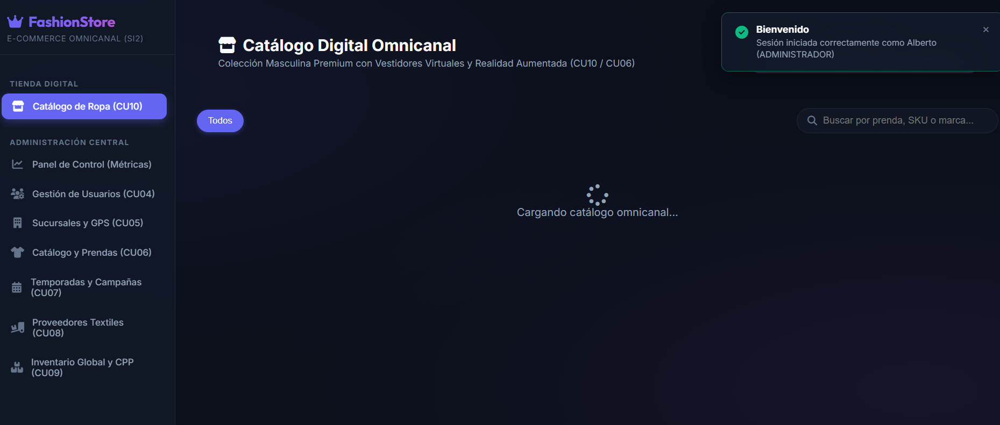 FashionStore
E-COMMERCE OMNICANAL (SI2)
TIENDA DIGITAL
Catálogo de Ropa (CU10)
ADMINISTRACIÓN CENTRAL
Panel de Control (Métricas)
Gestión de Usuarios (CU04)
Sucursales y GPS (CU05)
Catálogo y Prendas (CU06)
Temporadas y Campañas
(CU07)
Proveedores Textiles
(CU08)
Inventario Global y CPP
(CU09)
Catálogo Digital Omnicanal
Colección Masculina Premium con Vestidores Virtuales y Realidad Aumentada (CU10 / CU06)
Bienvenido
Sesión iniciada correctamente como Alberto
(ADMINISTRADOR)
Todos
Buscar por prenda, SKU o marca...
Cargando catálogo omnicanal...